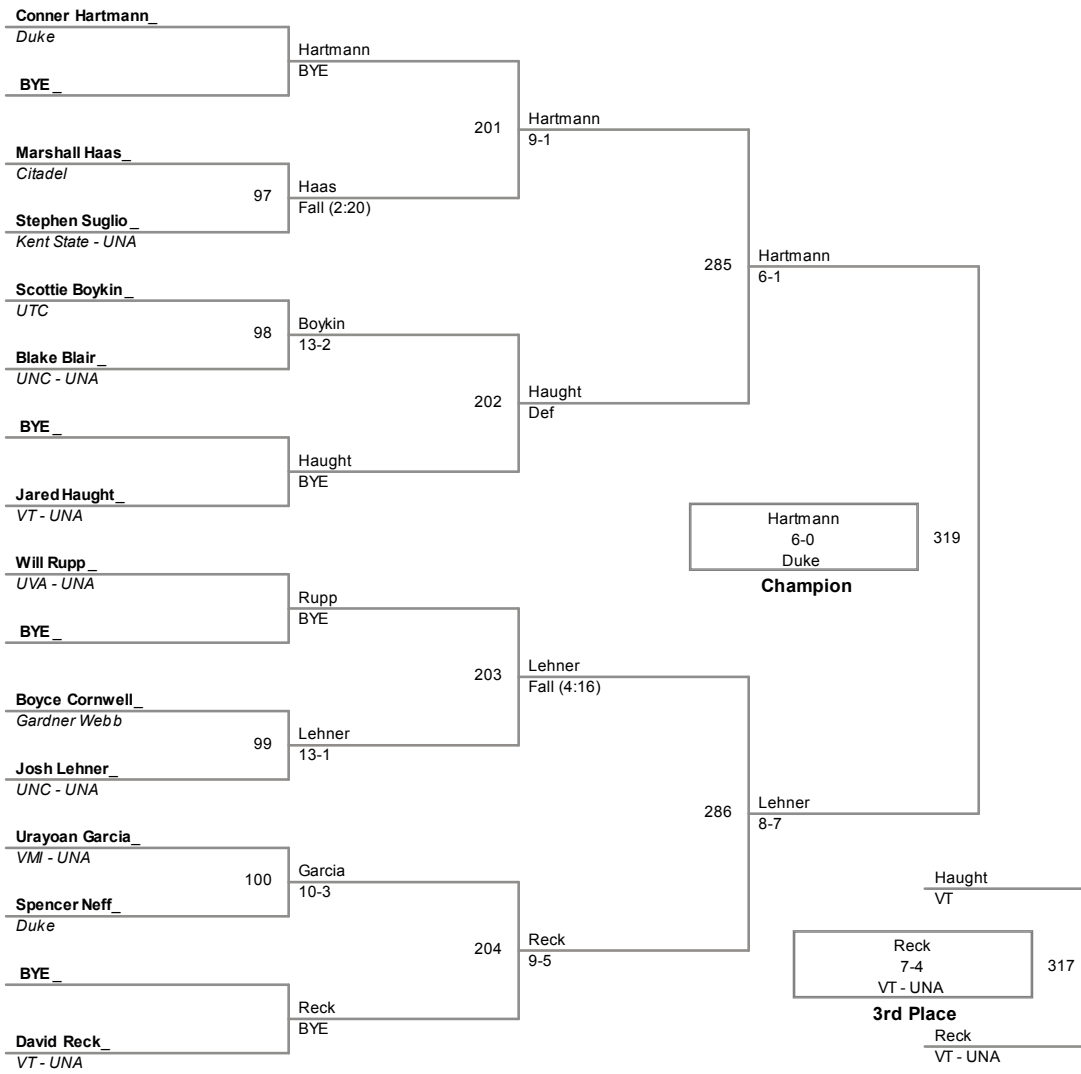 Conner Hartmann_
Duke
Hartmann
BYE
BYE_
201
Hartmann
9-1
Marshall Haas_
Citadel
97
Haas
Fall (2:20)
Stephen Suglio_
Kent State - UNA
285
Hartmann
6-1
Scottie Boykin_
UTC
98
Boykin
13-2
Blake Blair_
UNC - UNA
202
Haught
Def
BYE_
Haught
BYE
Jared Haught_
VT - UNA
Hartmann
6-0
Duke
319
Champion
Will Rupp_
UVA - UNA
Rupp
BYE
BYE_
203
Lehner
Fall (4:16)
Boyce Cornwell_
Gardner Webb
99
Lehner
13-1
Josh Lehner_
UNC - UNA
286
Lehner
8-7
Urayoan Garcia_
VMI - UNA
100
Garcia
10-3
Spencer Neff_
Duke
204
Reck
9-5
BYE_
Reck
BYE
David Reck_
VT - UNA
Haught
VT
Reck
7-4
VT - UNA
317
3rd Place
Reck
VT - UNA